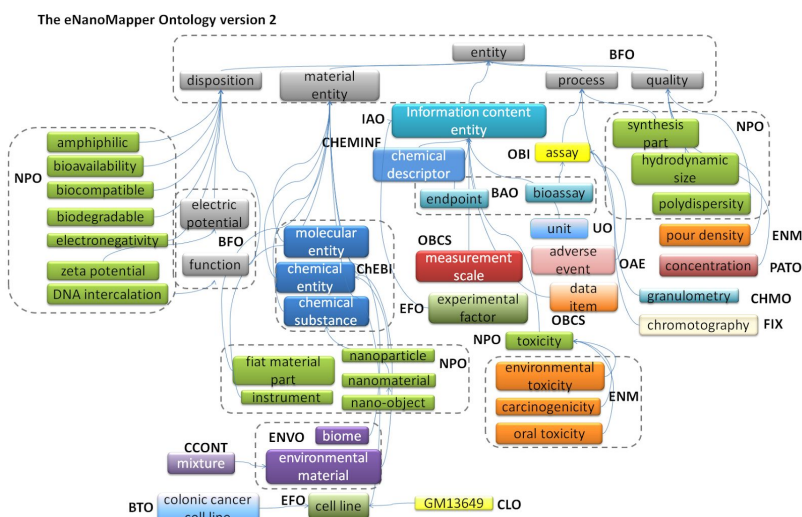 The eNanoMapper Ontology version 2
entity
BFO
disposition
material
entity
process
quality
IAO
Information content
entity
CHEMINF
chemical
descriptor
OBI
assay
synthesis
part
NPO
hydrodynamic
size
polydispersity
NPO
amphiphilic
bioavailability
biocompatible
biodegradable
electronegativity
zeta potential
DNA intercalation
electric
potential
BFO
function
endpoint
BAO
bioassay
unit
UO
pour density
ENM
molecular
entity
chemical
entity
ChEBI
chemical
substance
OBCS
measurement
scale
adverse
event
OAE
concentration
PATO
data
item
OBCS
granulometry
CHMO
EFO
experimental
factor
chromotography
FIX
NPO
toxicity
fiat material
part
instrument
nanoparticle
NPO
nanomaterial
nano-object
environmental
toxicity
ENM
carcinogenicity
oral toxicity
ENVO
biome
CCONT
mixture
environmental
material
BTO
colonic cancer
cell line
EFO
cell line
GM13649
CLO